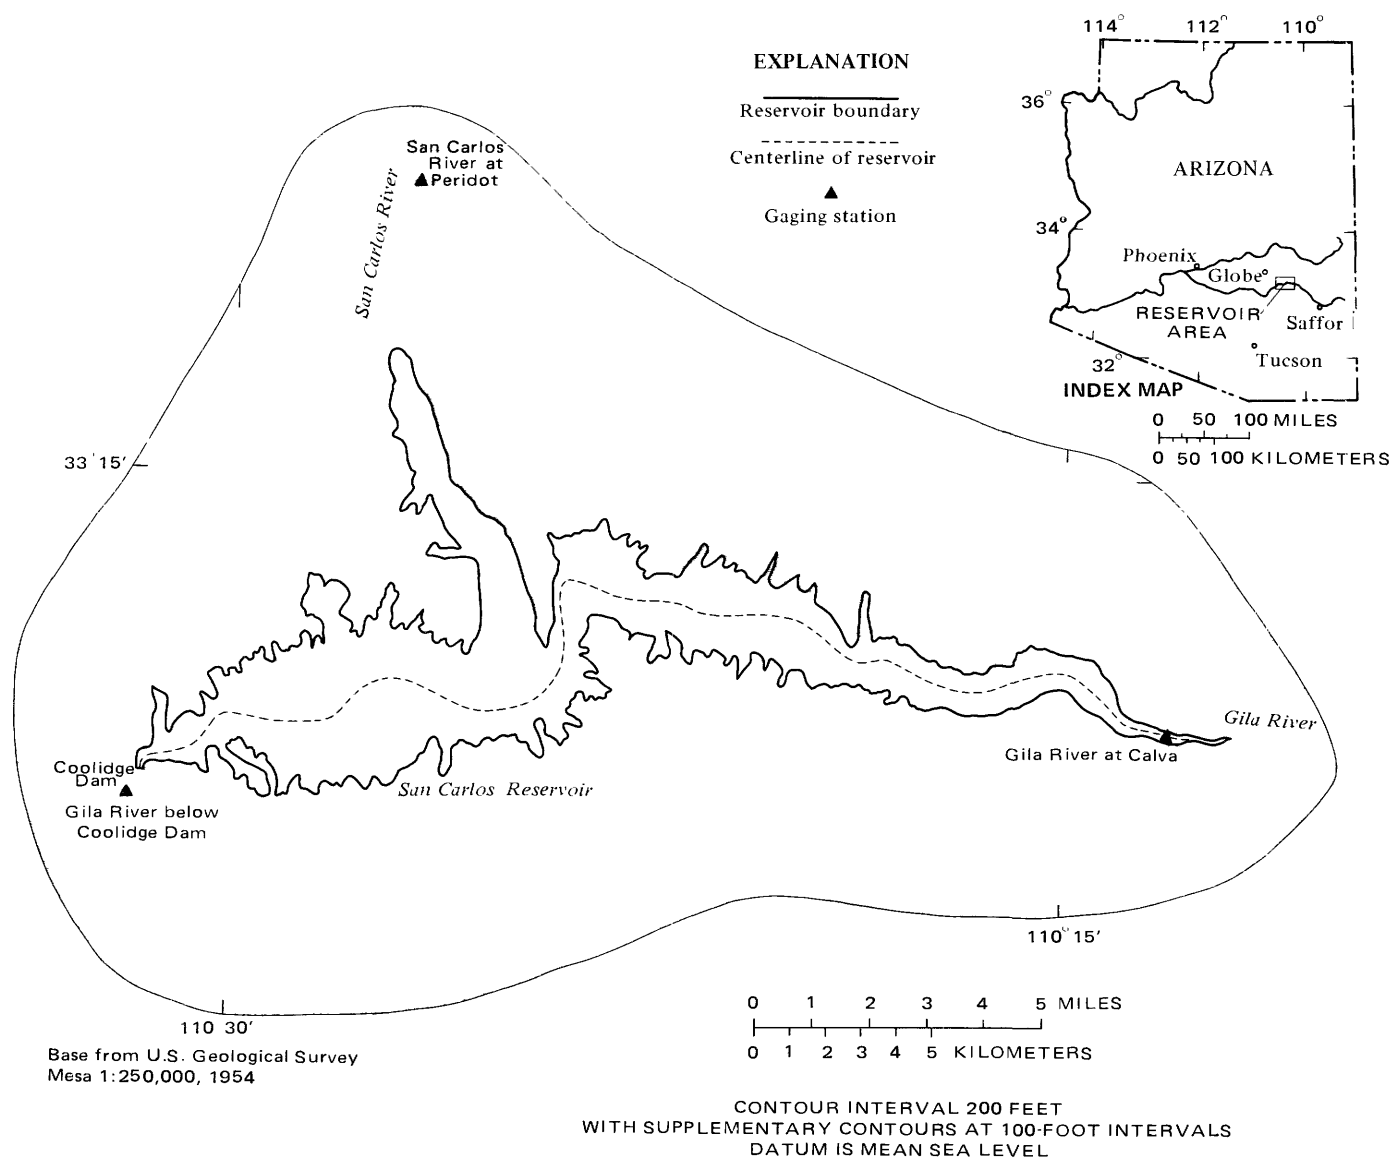 114° 112° 110°
EXPLANATION
Reservoir boundary
Centerline of reservoir
Gaging station
36°
ARIZONA
34°
Phoenix
Globe
RESERVOIR
AREA
Saffor
Tucson
32°
INDEX MAP
0 50 100 MILES
0 50 100 KILOMETERS
San Carlos
River at
Peridot
San Carlos River
33°15'
Gila River
Gila River at Calva
Coolidge
Dam
San Carlos Reservoir
Gila River below
Coolidge Dam
110°15'
110 30'
0 1 2 3 4 5 MILES
0 1 2 3 4 5 KILOMETERS
Base from U.S. Geological Survey
Mesa 1:250,000, 1954
CONTOUR INTERVAL 200 FEET
WITH SUPPLEMENTARY CONTOURS AT 100-FOOT INTERVALS
DATUM IS MEAN SEA LEVEL